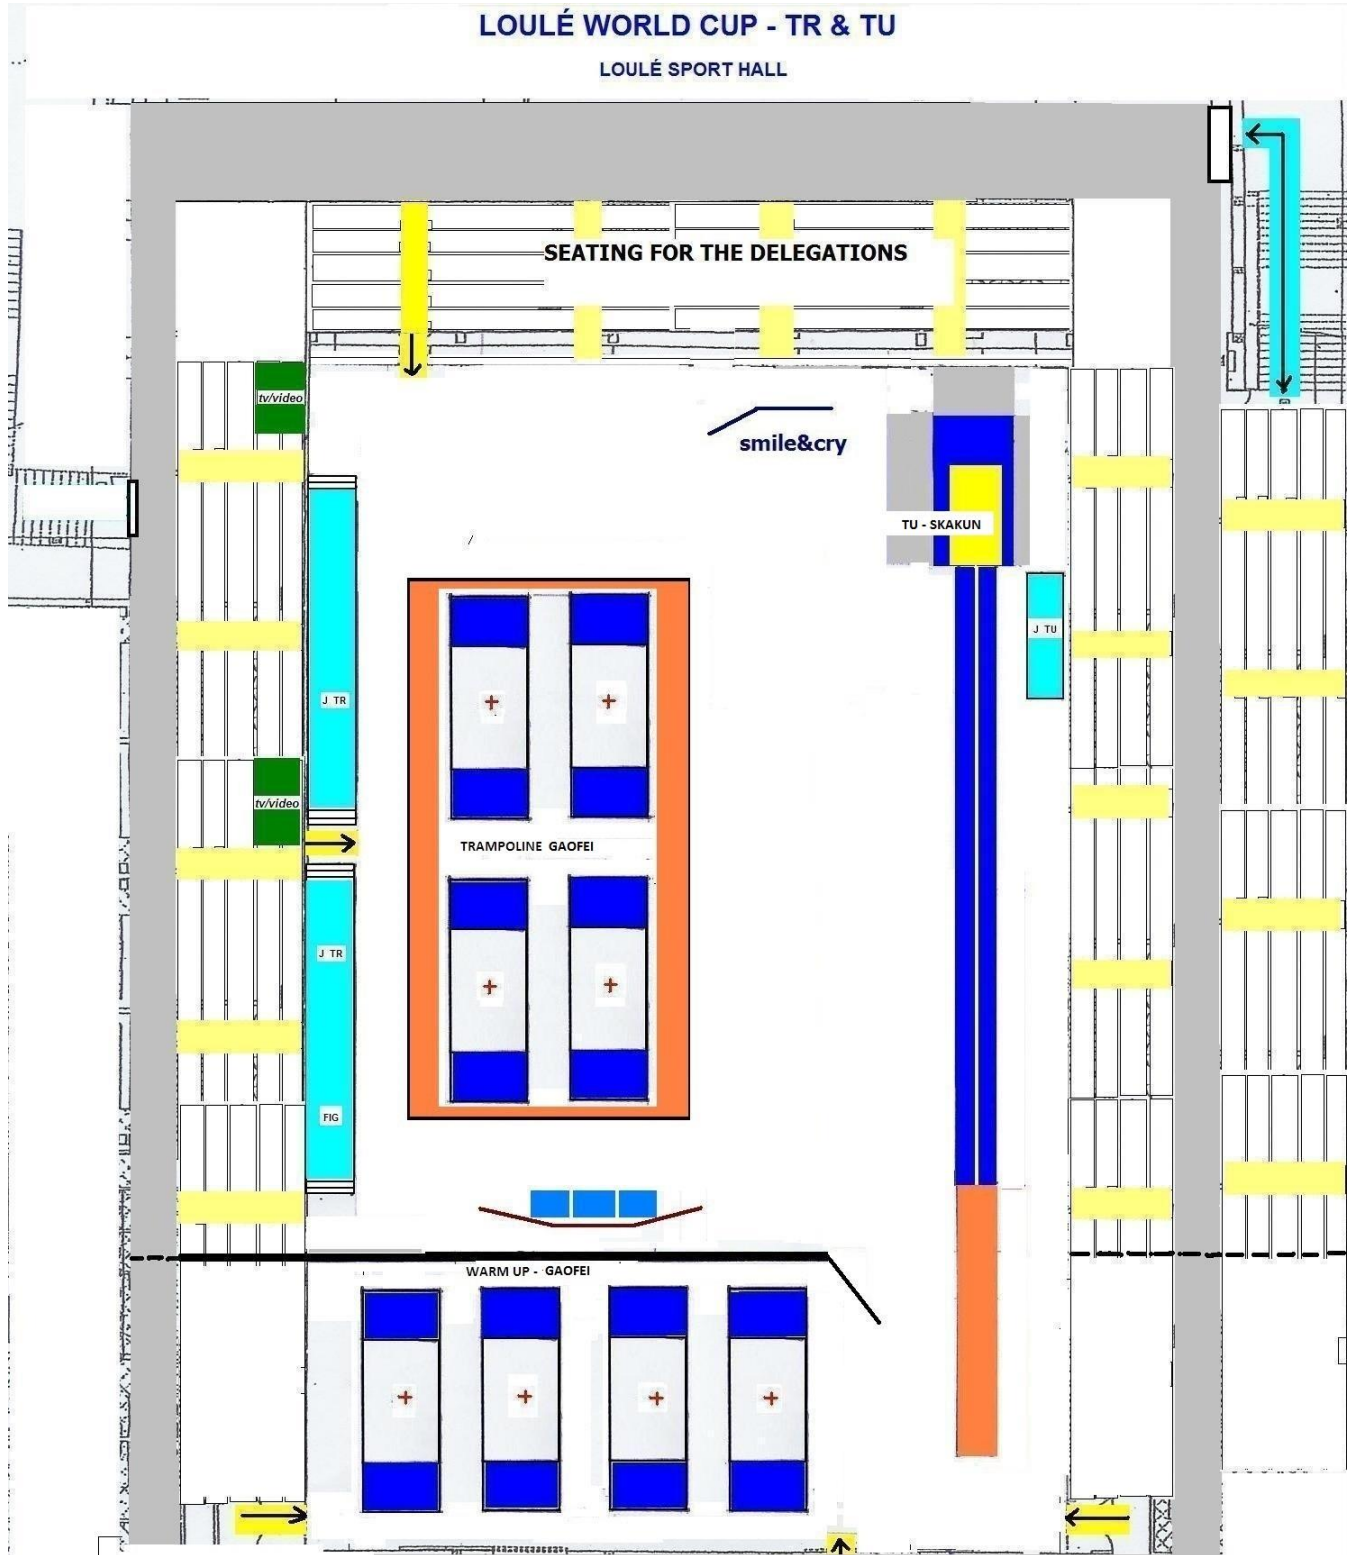 LOULÉ WORLD CUP - TR & TU
LOULÉ SPORT HALL
SEATING FOR THE DELEGATIONS
tv/video
smile&cry
TU - SKAKUN
J TU
J TR
tv/video
TRAMPOLINE GAOFEI
J TR
FIG
WARM UP - GAOFEI